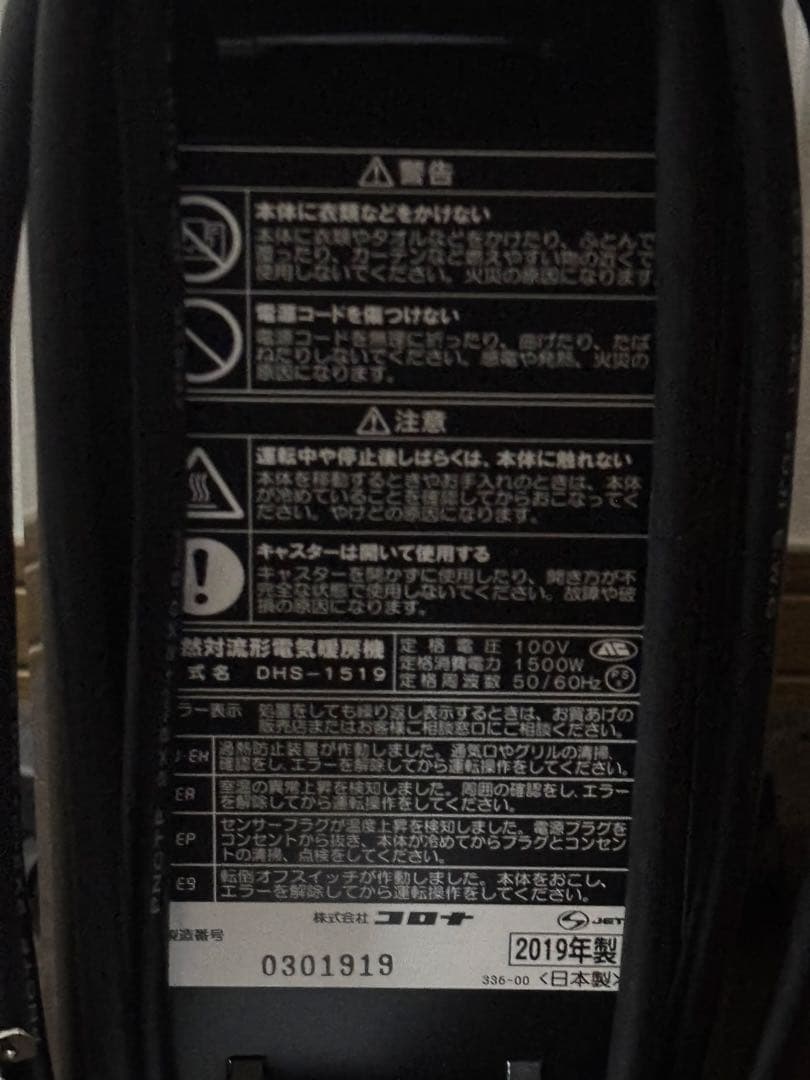 警告
本体に衣類などをかけない
本体に衣類やタオルなどをかけたり、ふとんで
覆ったり、カーテンなど燃えやすい物の近くで
使用しないでください。火災の原因になります
電源コードを傷つけない
電源コードを無理に折ったり、曲げたり、たば
ねたりしないでください。感電や発熱、火災の
原因になります。
注意
運転中や停止後しばらくは、本体に触れない
本体を移動するときやお手入れのときは、本体
が冷めていることを確認してからおこなってく
ださい。やけどの原因になります。
キャスターは開いて使用する
キャスターを開かずに使用したり、開き方が不
完全な状態で使用しないでください。故障や破
損の原因になります。
然対流形電気暖房機
式名 DHS-1519
定格電圧 100V
定格消費電力 1500W
定格周波数 50/60Hz
ラー表示 処置をしても繰り返し表示するときは、お買あげの
販売店またはお客様ご相談窓口にご相談ください。
EH 過熱防止装置が作動しました。通気口やグリルの清掃、
確認をし、エラーを解除してから運転操作をしてください。
EA 室温の異常上昇を検知しました。周囲の確認をし、エラー
を解除してから運転操作をしてください。
EP センサープラグが温度上昇を検知しました。電源プラグを
コンセントから抜き、本体が冷めてからプラグとコンセン
トの清掃、点検をしてください。
E9 転倒オフスイッチが作動しました。本体をおこし、
エラーを解除してから運転操作をしてください。
株式会社 コロナ
JET
製造番号
0301919
2019年製
336-00 <日本製>